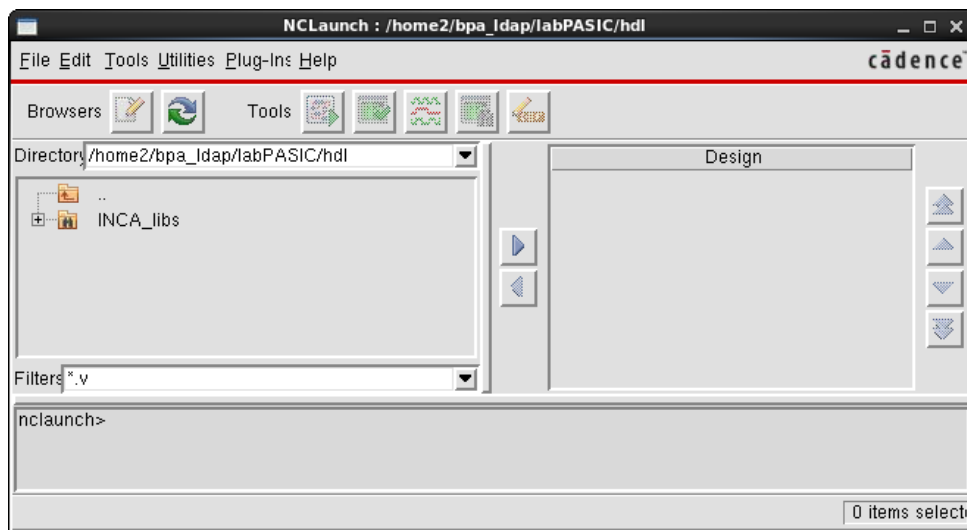 NCLaunch : /home2/bpa_ldap/labPASIC/hdl
File Edit Tools Utilities Plug-Ins Help
cādence
Browsers Tools
Directory /home2/bpa_ldap/labPASIC/hdl
Design
..
INCA_libs
Filters *.v
nclaunch>
0 items selecte